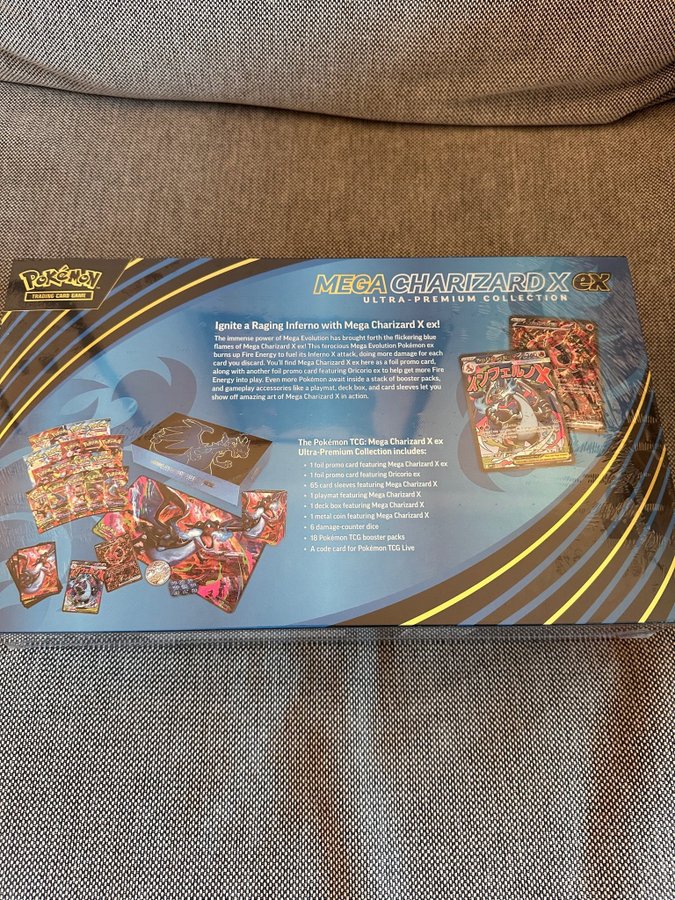 POKéMON
TRADING CARD GAME
MEGA CHARIZARD X ex
ULTRA-PREMIUM COLLECTION
Ignite a Raging Inferno with Mega Charizard X ex!
The immense power of Mega Evolution has brought forth the flickering blue
flames of Mega Charizard X ex! This ferocious Mega Evolution Pokémon ex
burns up Fire Energy to fuel its Inferno X attack, doing more damage for each
card you discard. You'll find Mega Charizard X ex here as a foil promo card,
along with another foil promo card featuring Oricorio ex to help get more Fire
Energy into play. Even more Pokémon await inside a stack of booster packs,
and gameplay accessories like a playmat, deck box, and card sleeves let you
show off amazing art of Mega Charizard X in action.
インフェルノX
The Pokémon TCG: Mega Charizard X ex
Ultra-Premium Collection includes:
• 1 foil promo card featuring Mega Charizard X ex
• 1 foil promo card featuring Oricorio ex
• 65 card sleeves featuring Mega Charizard X
• 1 playmat featuring Mega Charizard X
• 1 deck box featuring Mega Charizard X
• 1 metal coin featuring Mega Charizard X
• 6 damage-counter dice
• 18 Pokémon TCG booster packs
• A code card for Pokémon TCG Live